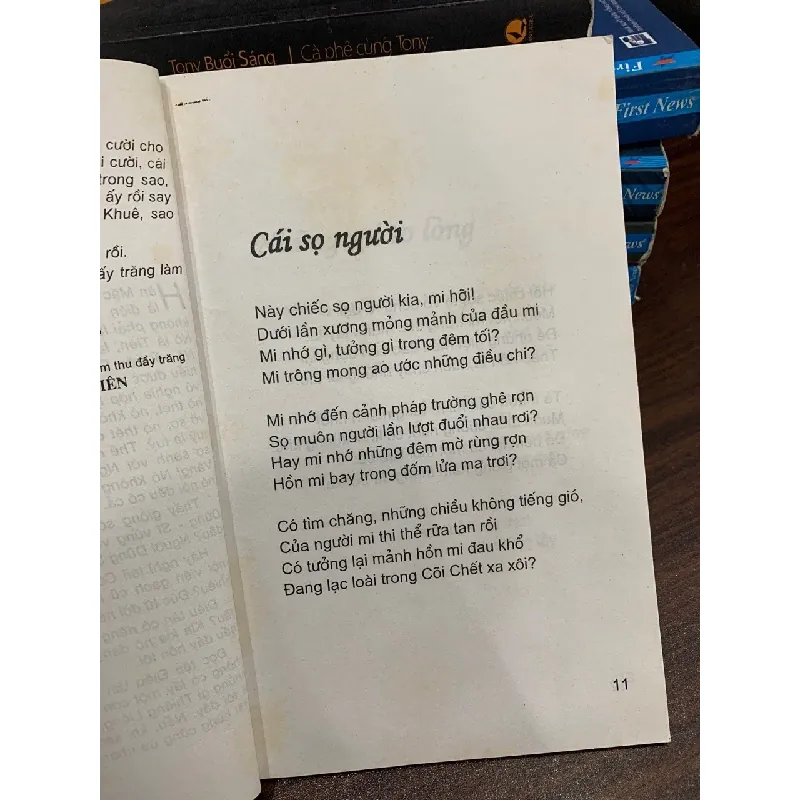 Tony Buổi Sáng | Cà phê cùng Tony
First News
News
News
cười cho
i cười, cái
trong sao,
ấy rồi say
Khuê, sao
rồi.
ấy trăng làm
m thu đầy trăng
IÊN
Cái sọ người
Này chiếc sọ người kia, mi hỡi!
Dưới lần xương mỏng mảnh của đầu mi
Mi nhớ gì, tưởng gì trong đêm tối?
Mi trông mong ao ước những điều chi?
Mi nhớ đến cảnh pháp trường ghê rợn
Sọ muôn người lần lượt đuổi nhau rơi?
Hay mi nhớ những đêm mờ rùng rợn
Hồn mi bay trong đốm lửa ma trơi?
Có tìm chăng, những chiều không tiếng gió,
Của người mi thi thể rữa tan rồi
Có tưởng lại mảnh hồn mi đau khổ
Đang lạc loài trong Cõi Chết xa xôi?
11